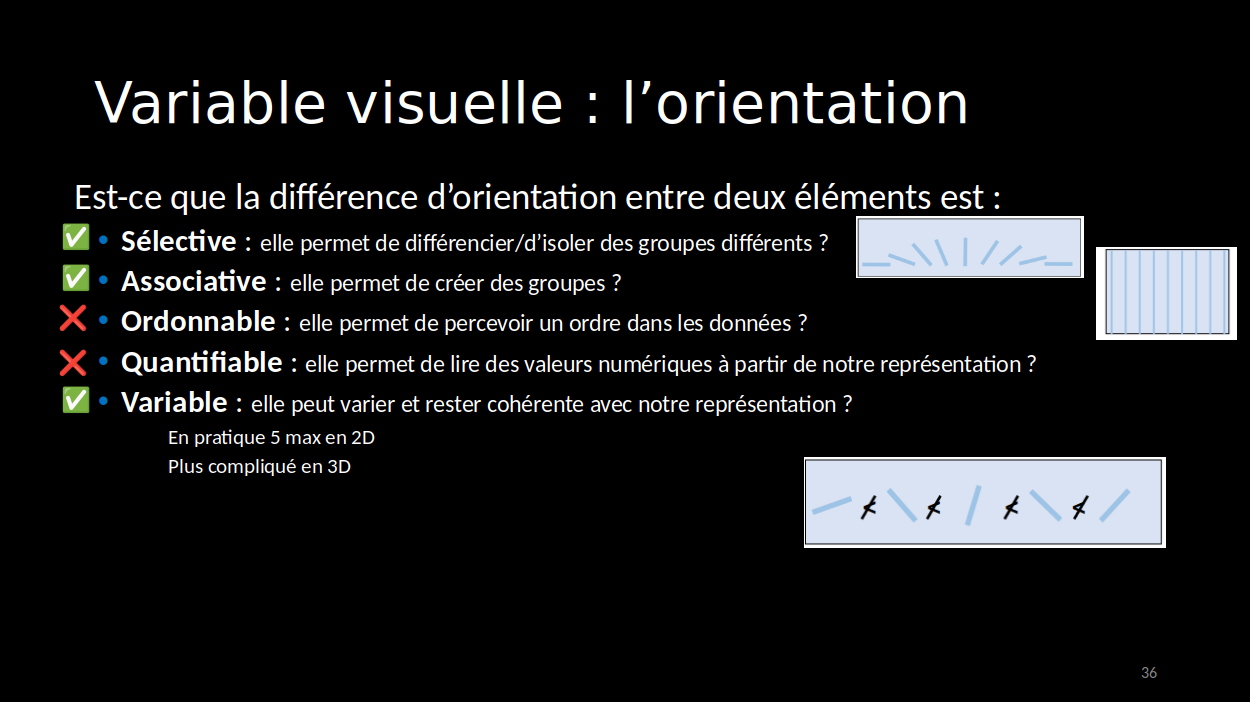 Variable visuelle : l’orientation
Est-ce que la différence d’orientation entre deux éléments est :
✅ • Sélective : elle permet de différencier/d’isoler des groupes différents ?
✅ • Associative : elle permet de créer des groupes ?
❌ • Ordonnable : elle permet de percevoir un ordre dans les données ?
❌ • Quantifiable : elle permet de lire des valeurs numériques à partir de notre représentation ?
✅ • Variable : elle peut varier et rester cohérente avec notre représentation ?
En pratique 5 max en 2D
Plus compliqué en 3D
≮ ≮ ≮ ≮
36